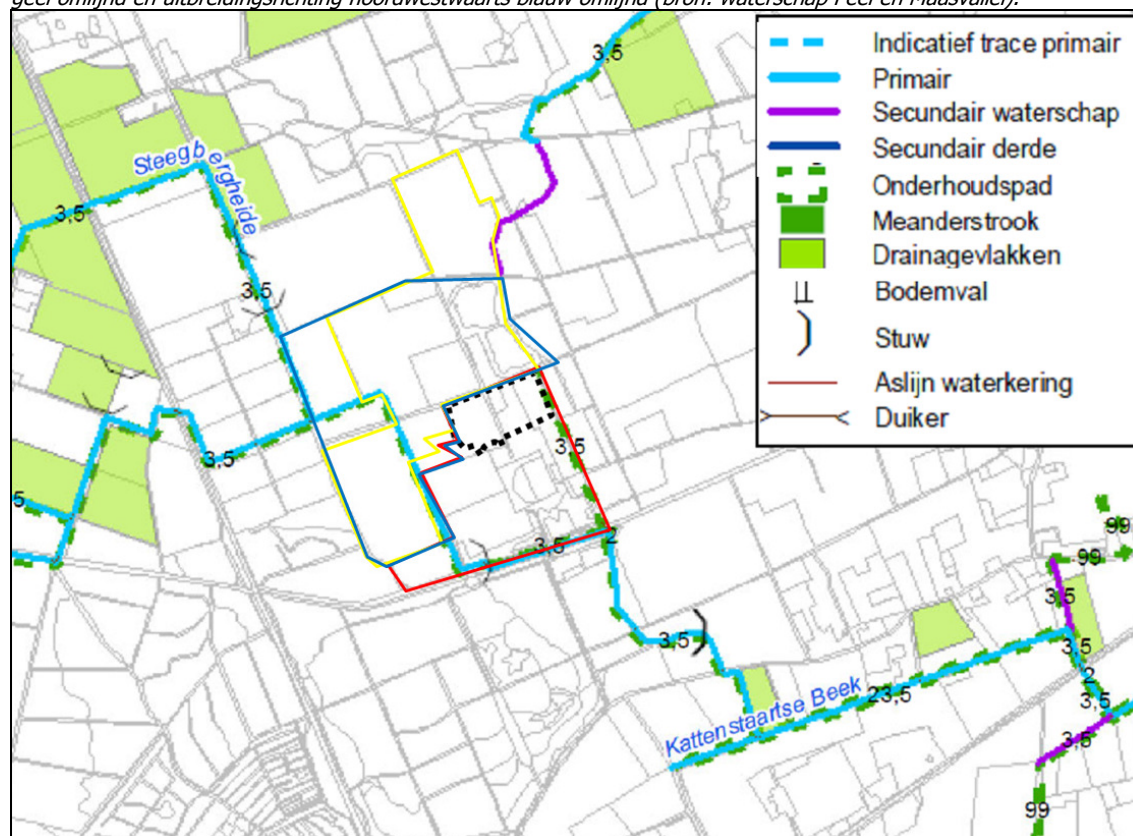 geel omlijnd en uitbreidingsrichting noordwestwaarts blauw omlijnd (bron: Waterschap Peel en Maasvallei).
Indicatief trace primair
Primair
Secundair waterschap
Secundair derde
Onderhoudspad
Meanderstrook
Drainagevlakken
Bodemval
Stuw
Aslijn waterkering
Duiker
3,5
Steegbergheide
3,5
3,5
3,5
3,5
5
3,5
2
3,5
99
99
3,5
3,5
2
3,5
Kattenstaartse Beek
23,5
3,5
99